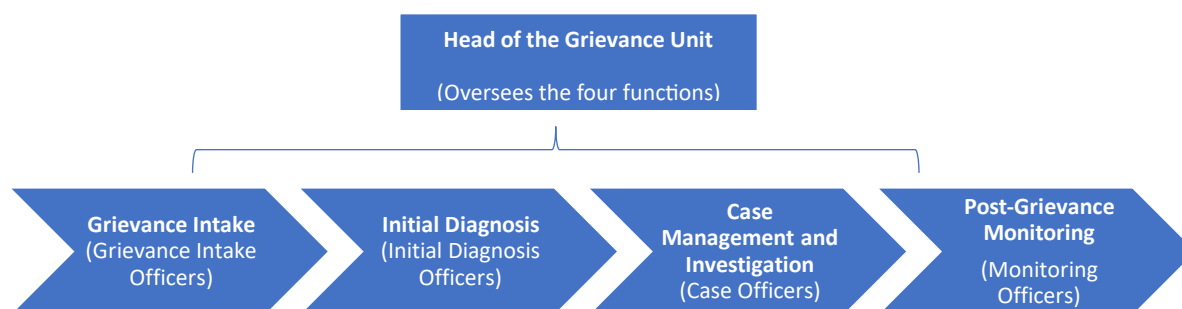 Head of the Grievance Unit
(Oversees the four functions)
Grievance Intake
(Grievance Intake
Officers)
Initial Diagnosis
(Initial Diagnosis
Officers)
Case
Management and
Investigation
(Case Officers)
Post-Grievance
Monitoring
(Monitoring
Officers)